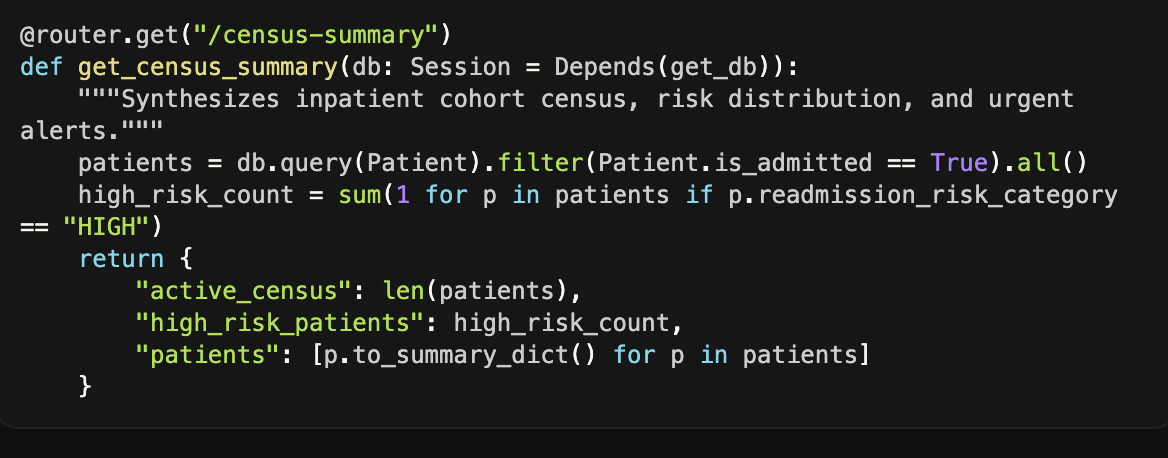 @router.get("/census-summary")
def get_census_summary(db: Session = Depends(get_db)):
    """Synthesizes inpatient cohort census, risk distribution, and urgent
alerts."""
    patients = db.query(Patient).filter(Patient.is_admitted == True).all()
    high_risk_count = sum(1 for p in patients if p.readmission_risk_category
== "HIGH")
    return {
        "active_census": len(patients),
        "high_risk_patients": high_risk_count,
        "patients": [p.to_summary_dict() for p in patients]
    }